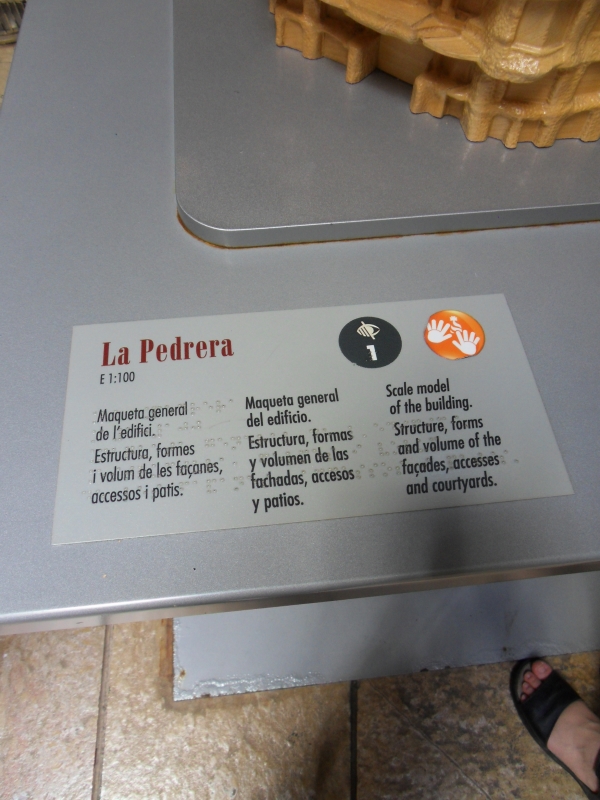 La Pedrera
E 1:100
1
Maqueta general
de l'edifici.
Estructura, formes
i volum de les façanes,
accessos i patis.
Maqueta general
del edificio.
Estructura, formas
y volumen de las
fachadas, accesos
y patios.
Scale model
of the building.
Structure, forms
and volume of the
façades, accesses
and courtyards.